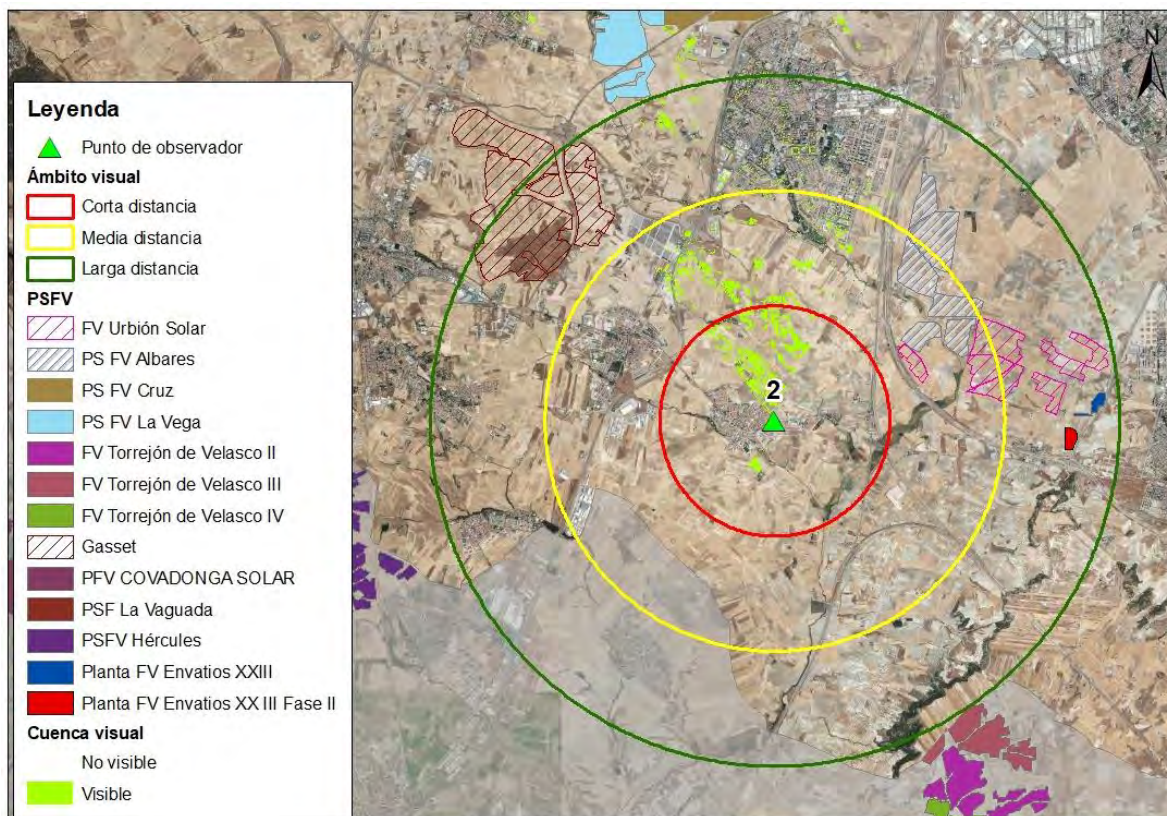 N
Leyenda
Punto de observador
Ámbito visual
Corta distancia
Media distancia
Larga distancia
PSFV
FV Urbión Solar
PS FV Albares
PS FV Cruz
PS FV La Vega
FV Torrejón de Velasco II
FV Torrejón de Velasco III
FV Torrejón de Velasco IV
Gasset
PFV COVADONGA SOLAR
PSF La Vaguada
PSFV Hércules
Planta FV Envatios XXIII
Planta FV Envatios XX III Fase II
Cuenca visual
No visible
Visible
2